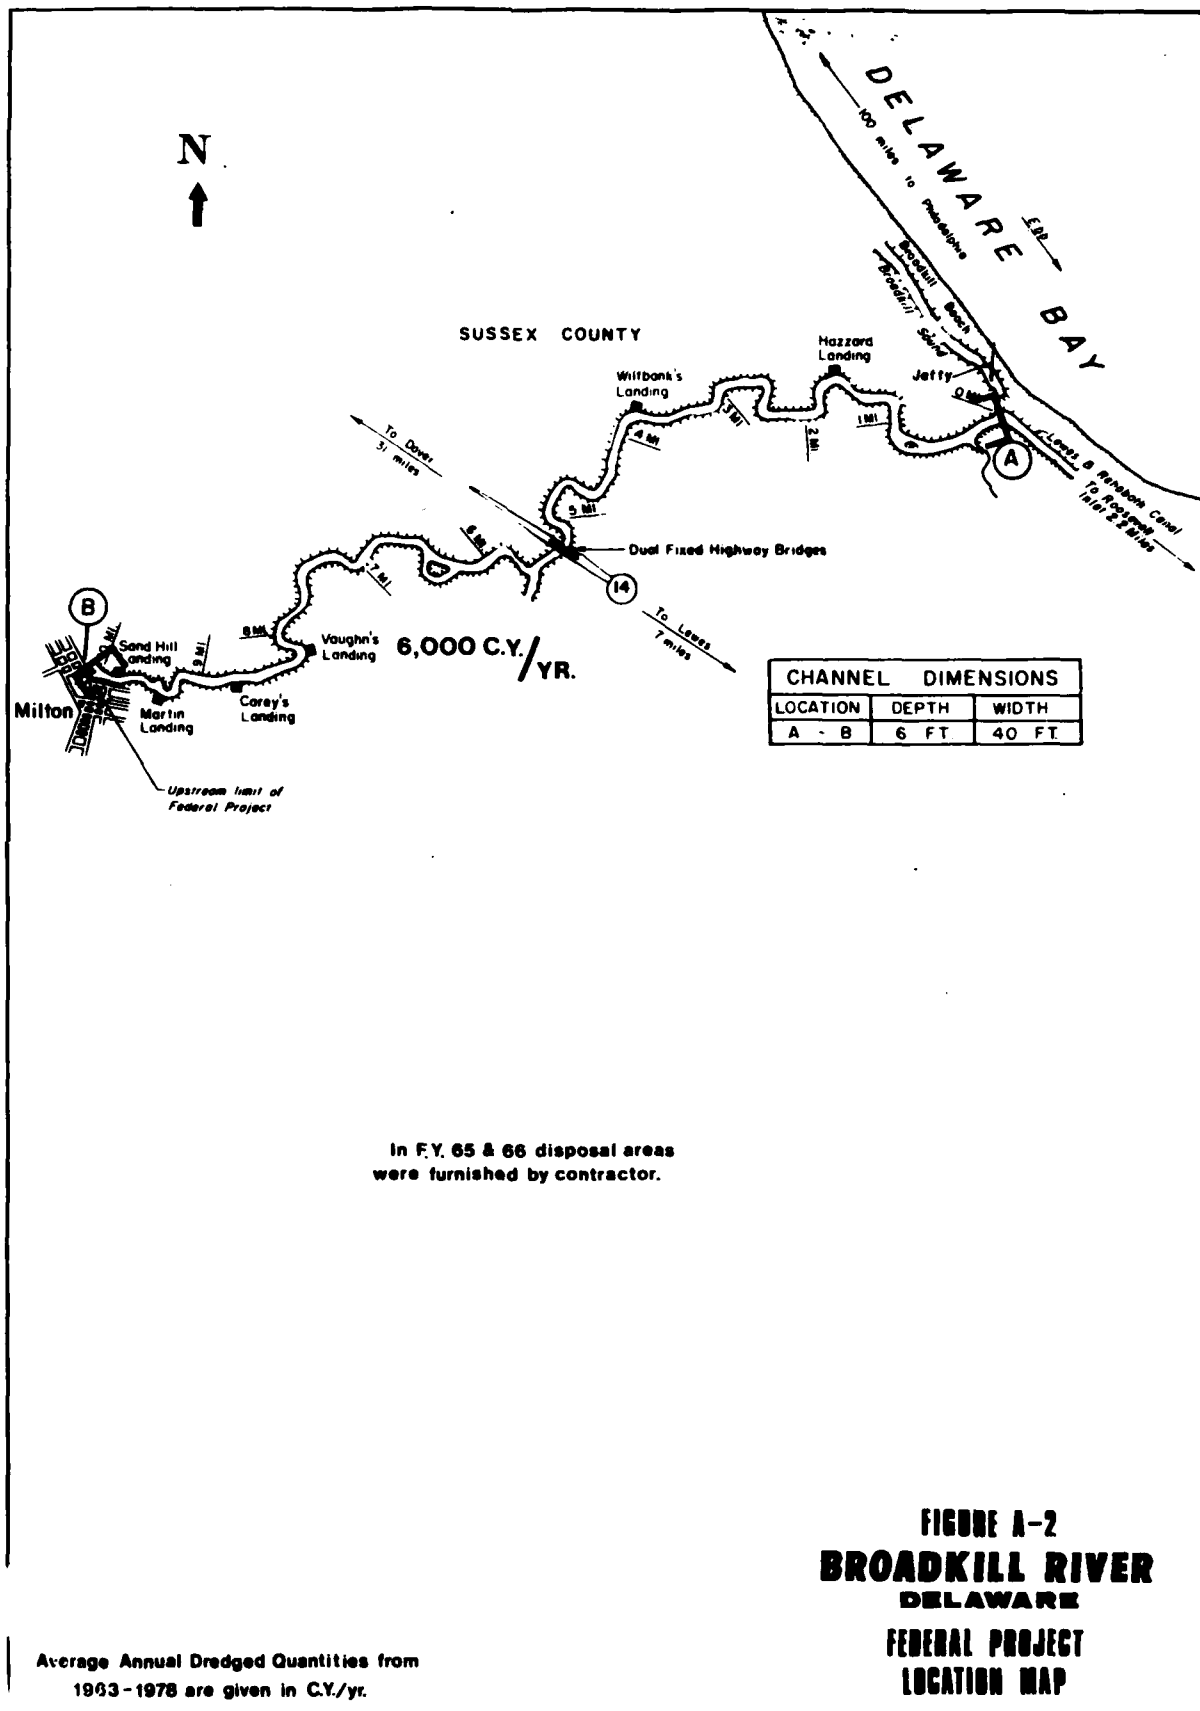 N
DELAWARE BAY
100 miles to Philadelphia
Ebb
Broadkill Beach
Broadkill Sound
SUSSEX COUNTY
Hazzard
Landing
Jetty
Wiltbank's
Landing
0 MI
1 MI
2 MI
3 MI
4 MI
A
Lewes & Rehoboth Canal
To Roosevelt
Inlet 2.2 Miles
To Dover
31 miles
5 MI
6 MI
Dual Fixed Highway Bridges
14
7 MI
B
To Lewes
7 miles
8 MI
9 MI
Sand Hill
Landing
Vaughn's
Landing
6,000 C.Y./YR.
Milton
Martin
Landing
Carey's
Landing
CHANNEL DIMENSIONS
LOCATION DEPTH WIDTH
A - B 6 FT. 40 FT.
Upstream limit of
Federal Project
In F.Y. 65 & 66 disposal areas
were furnished by contractor.
FIGURE A-2
BROADKILL RIVER
DELAWARE
FEDERAL PROJECT
LOCATION MAP
Average Annual Dredged Quantities from
1963-1978 are given in C.Y./yr.